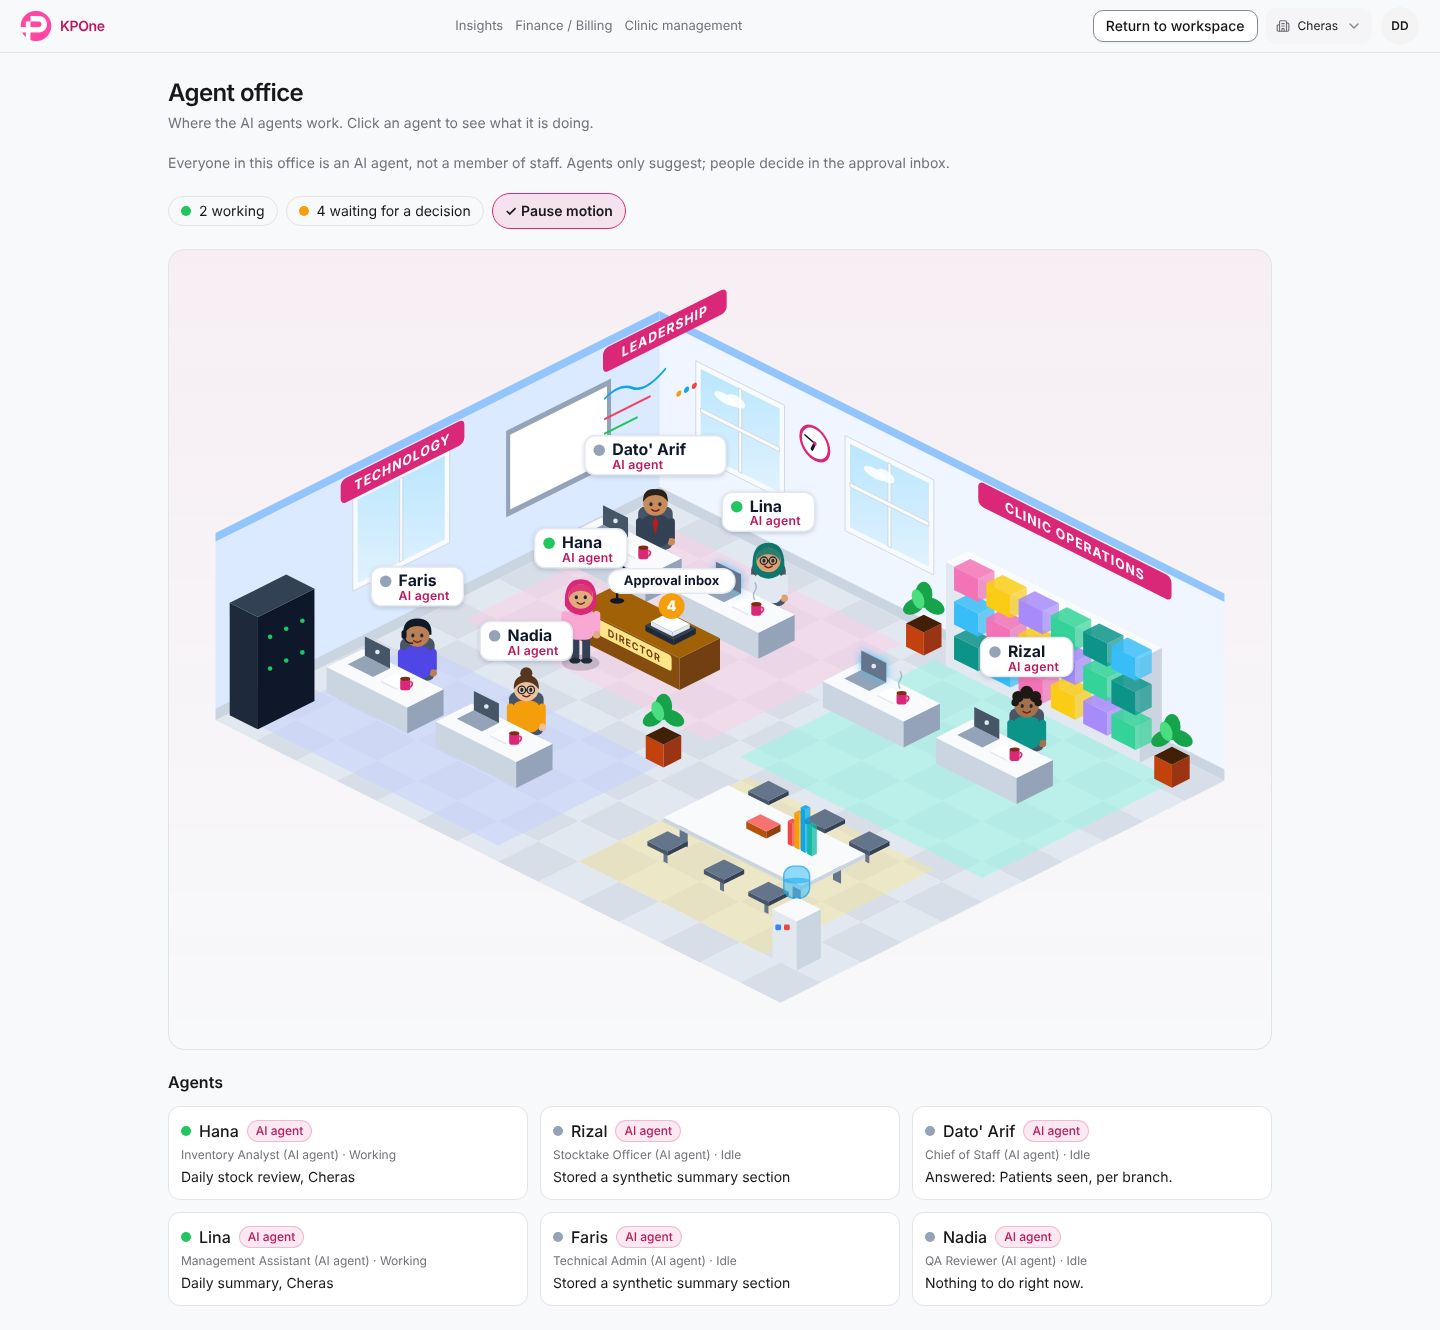 KPOne
Insights
Finance / Billing
Clinic management
Return to workspace
Cheras
DD
Agent office
Where the AI agents work. Click an agent to see what it is doing.
Everyone in this office is an AI agent, not a member of staff. Agents only suggest; people decide in the approval inbox.
2 working
4 waiting for a decision
Pause motion
LEADERSHIP
TECHNOLOGY
CLINIC OPERATIONS
Dato' Arif
AI agent
Lina
AI agent
Hana
AI agent
Approval inbox
4
Faris
AI agent
Nadia
AI agent
DIRECTOR
Rizal
AI agent
Agents
Hana AI agent
Inventory Analyst (AI agent) · Working
Daily stock review, Cheras
Rizal AI agent
Stocktake Officer (AI agent) · Idle
Stored a synthetic summary section
Dato' Arif AI agent
Chief of Staff (AI agent) · Idle
Answered: Patients seen, per branch.
Lina AI agent
Management Assistant (AI agent) · Working
Daily summary, Cheras
Faris AI agent
Technical Admin (AI agent) · Idle
Stored a synthetic summary section
Nadia AI agent
QA Reviewer (AI agent) · Idle
Nothing to do right now.